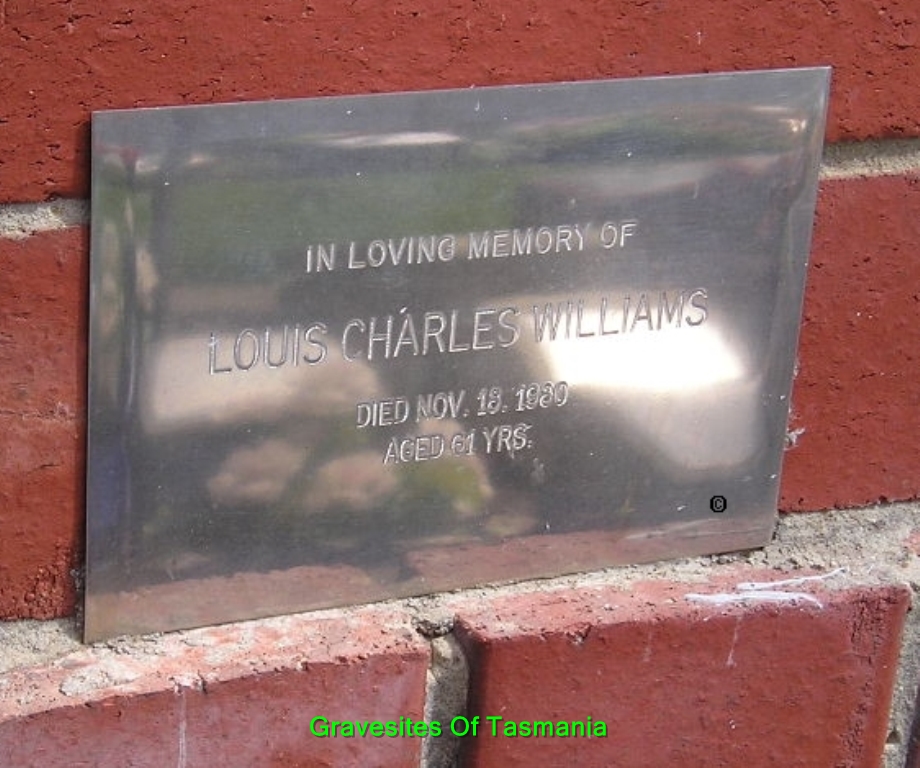 IN LOVING MEMORY OF
LOUIS CHARLES WILLIAMS
DIED NOV. 18. 1980
AGED 61 YRS.
©
Gravesites Of Tasmania